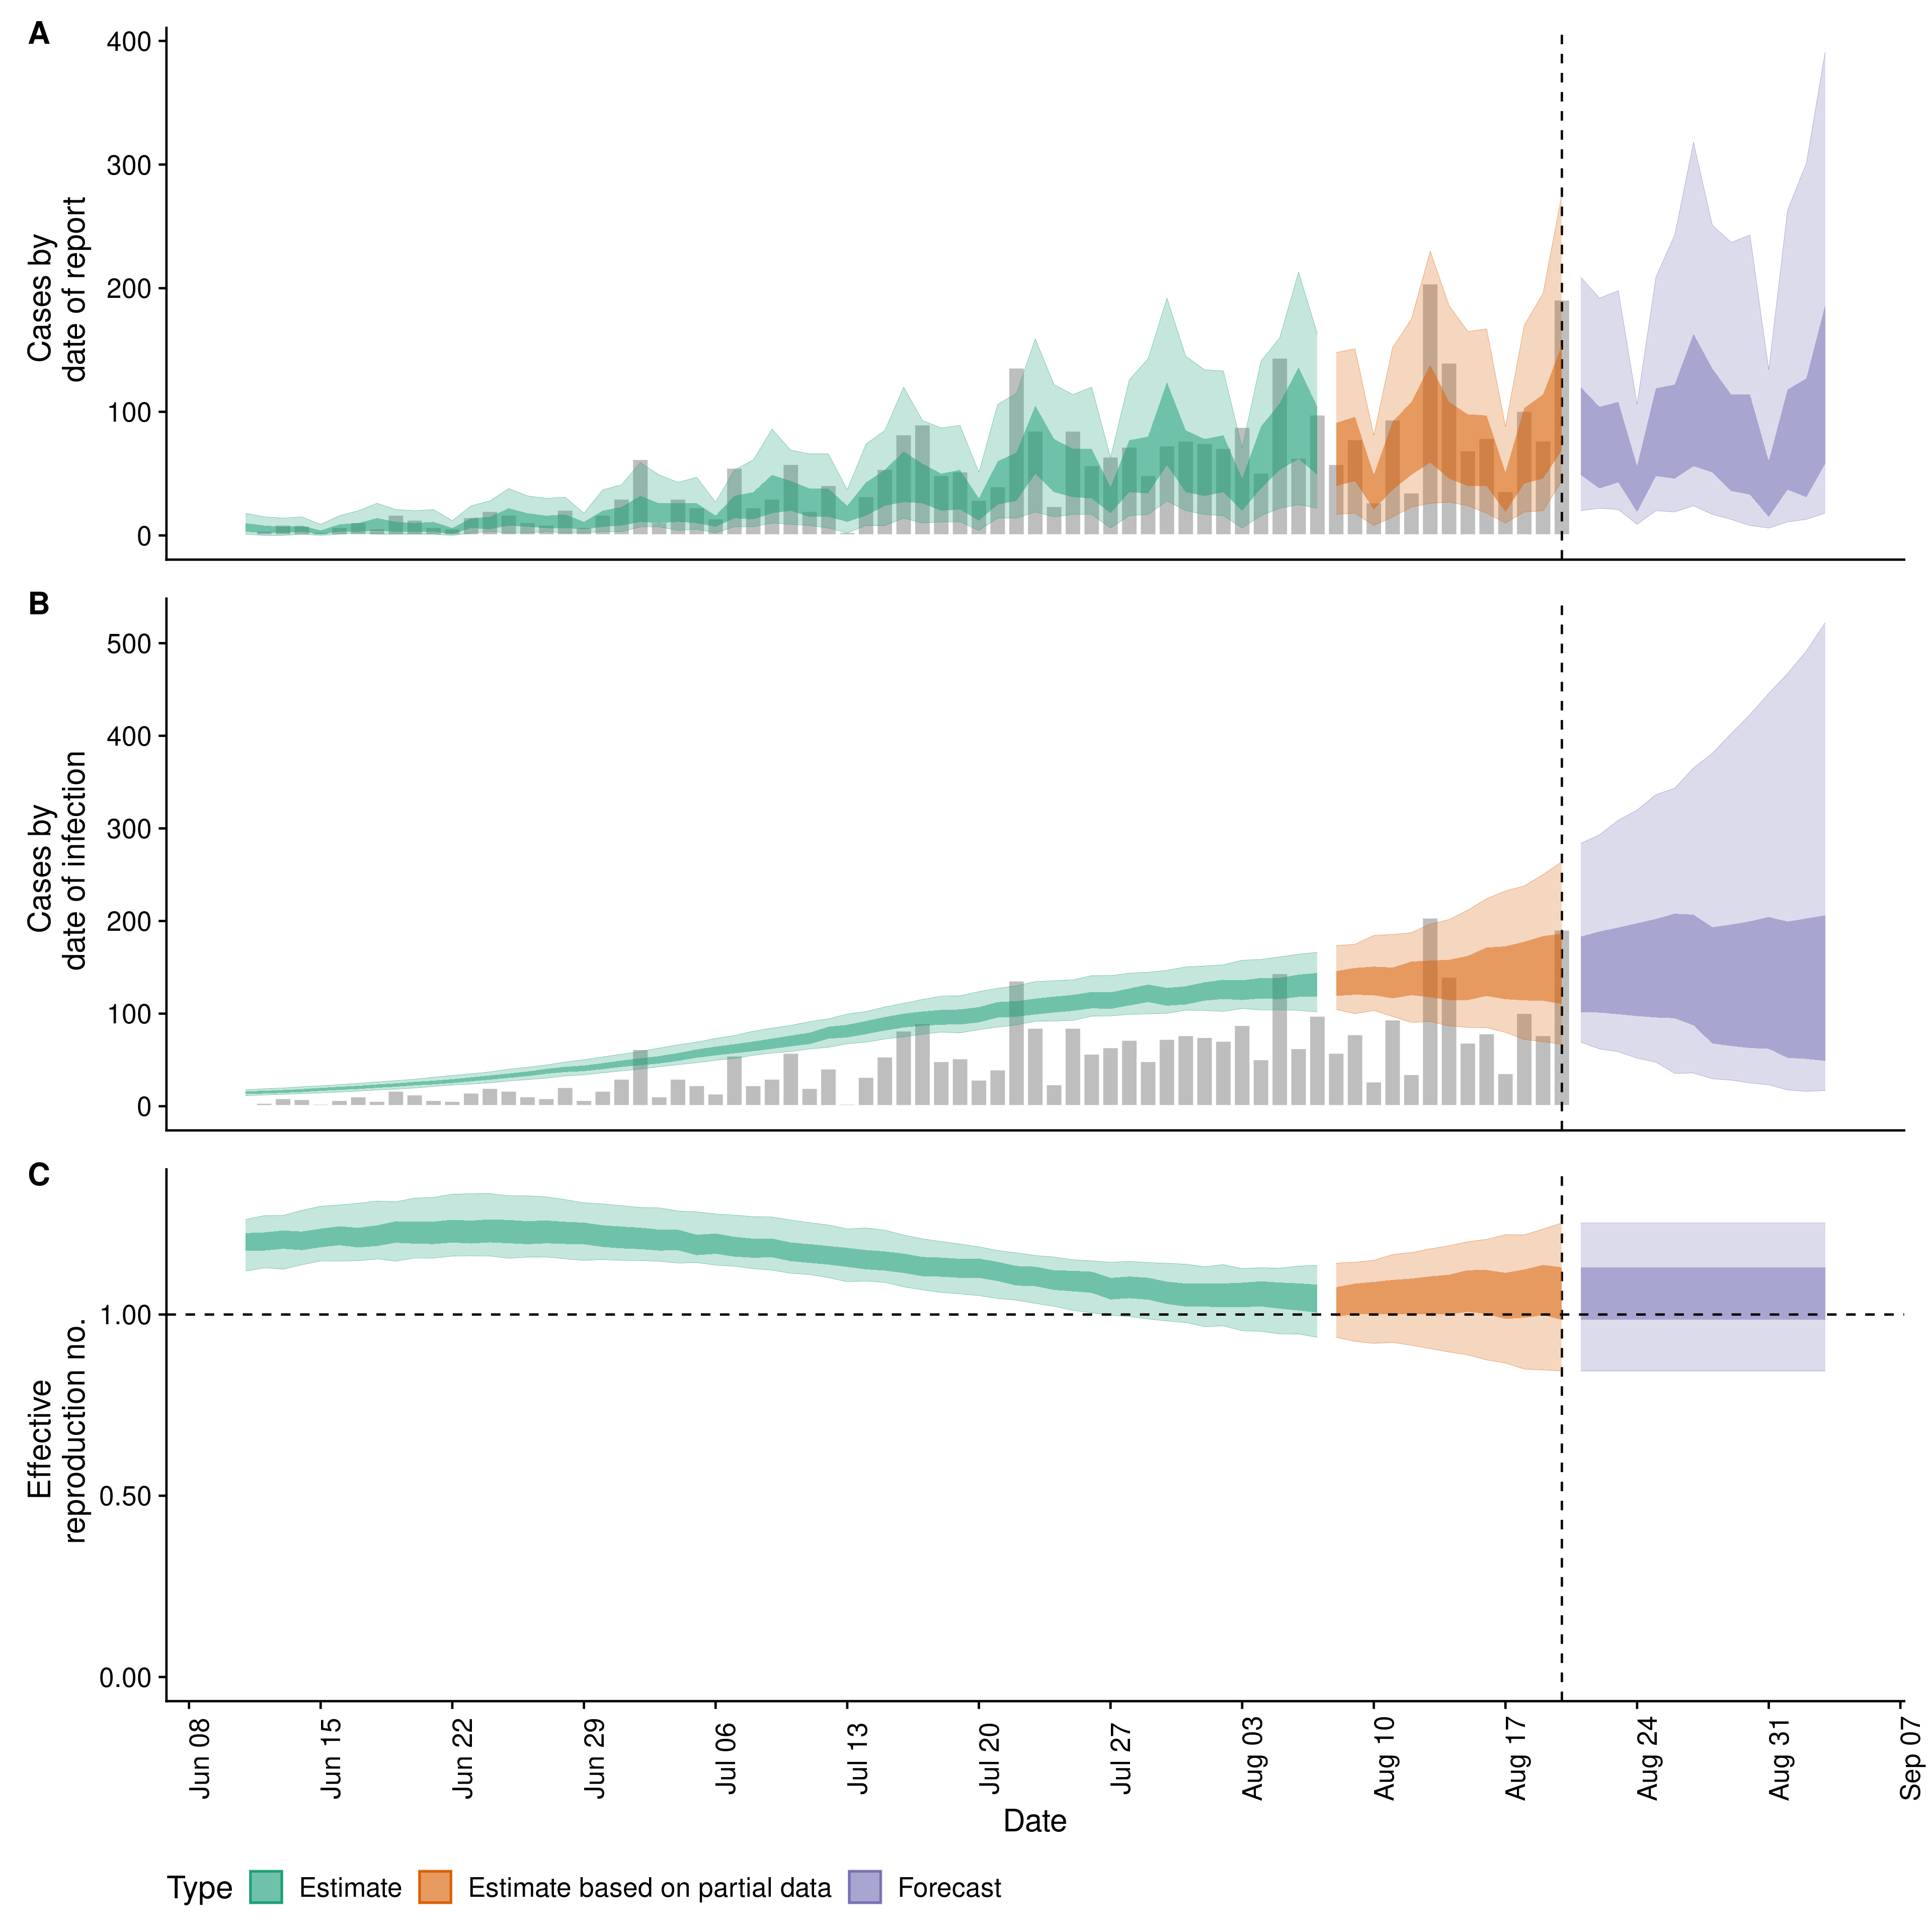 A
Cases by
date of report
400
300
200
100
0
B
Cases by
date of infection
500
400
300
200
100
0
C
Effective
reproduction no.
1.00
0.50
0.00
Jun 08
Jun 15
Jun 22
Jun 29
Jul 06
Jul 13
Jul 20
Jul 27
Aug 03
Aug 10
Aug 17
Aug 24
Aug 31
Sep 07
Date
Type Estimate Estimate based on partial data Forecast